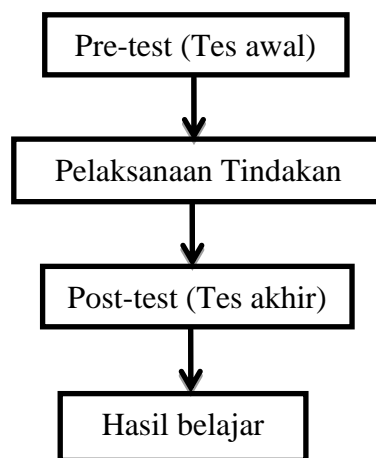 Pre-test (Tes awal)
Pelaksanaan Tindakan
Post-test (Tes akhir)
Hasil belajar